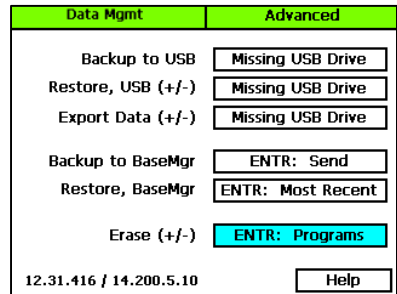 Data Mgmt Advanced
Backup to USB Missing USB Drive
Restore, USB (+/-) Missing USB Drive
Export Data (+/-) Missing USB Drive
Backup to BaseMgr ENTR: Send
Restore, BaseMgr ENTR: Most Recent
Erase (+/-) ENTR: Programs
12.31.416 / 14.200.5.10 Help